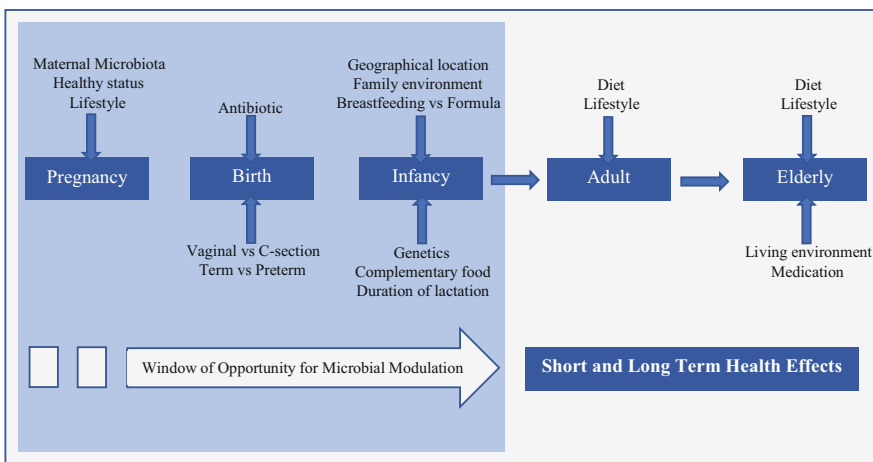 Maternal Microbiota
Healthy status
Lifestyle
Pregnancy
Antibiotic
Birth
Vaginal vs C-section
Term vs Preterm
Geographical location
Family environment
Breastfeeding vs Formula
Infancy
Genetics
Complementary food
Duration of lactation
Diet
Lifestyle
Adult
Diet
Lifestyle
Elderly
Living environment
Medication
Window of Opportunity for Microbial Modulation
Short and Long Term Health Effects